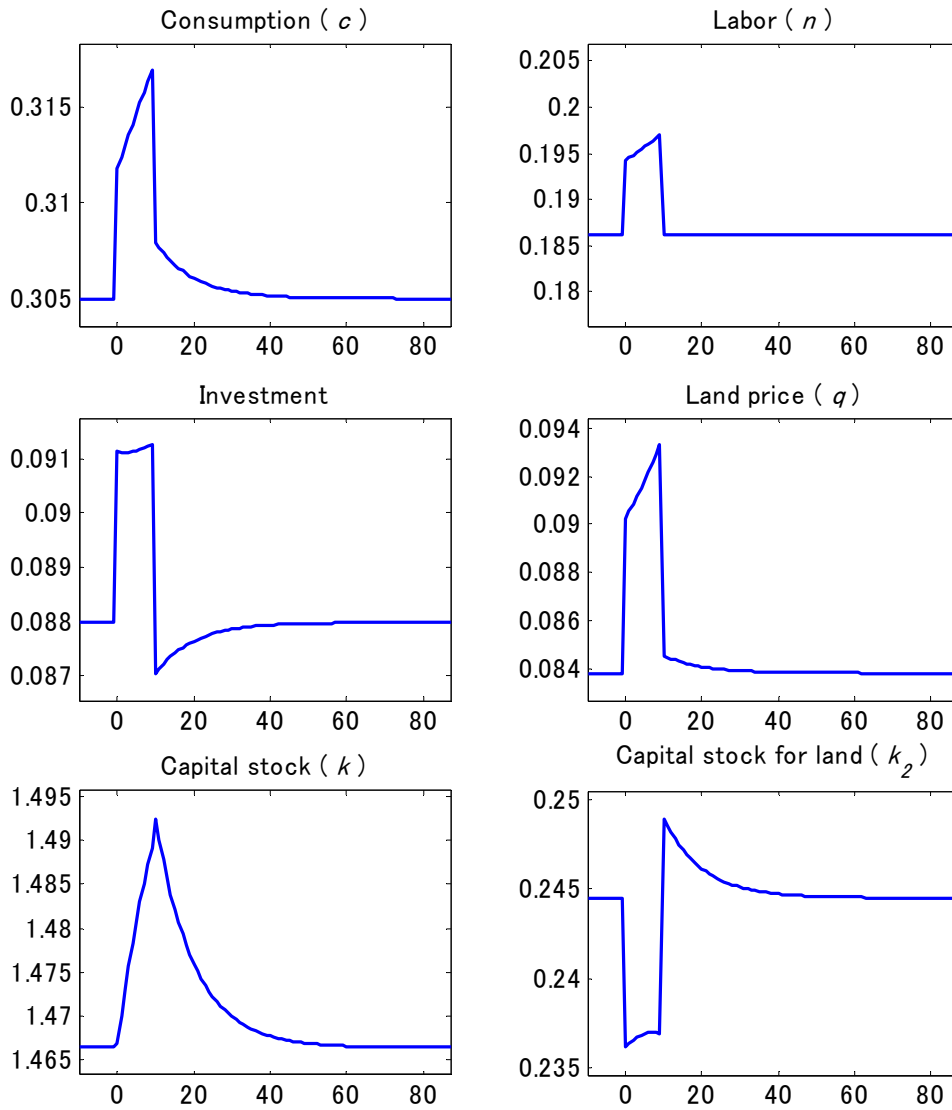 Consumption ( c )
0.315
0.31
0.305
0 20 40 60 80
Labor ( n )
0.205
0.2
0.195
0.19
0.185
0.18
0 20 40 60 80
Investment
0.091
0.09
0.089
0.088
0.087
0 20 40 60 80
Land price ( q )
0.094
0.092
0.09
0.088
0.086
0.084
0 20 40 60 80
Capital stock ( k )
1.495
1.49
1.485
1.48
1.475
1.47
1.465
0 20 40 60 80
Capital stock for land ( k2 )
0.25
0.245
0.24
0.235
0 20 40 60 80